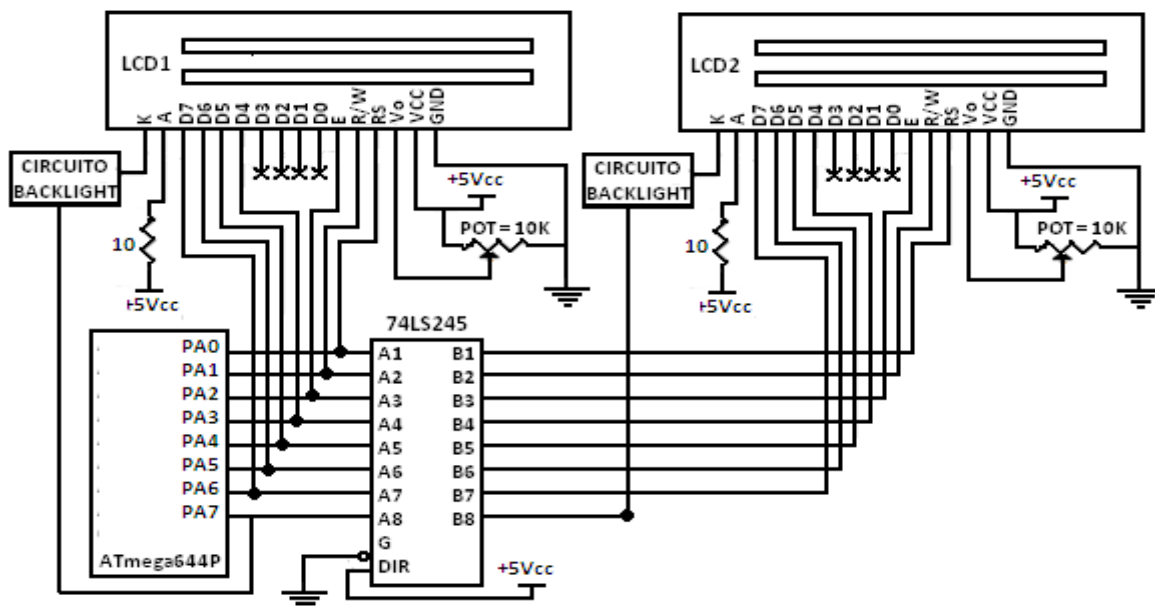 LCD1
K A D7 D6 D5 D4 D3 D2 D1 D0 E R/W RS Vo VCC GND
CIRCUITO
BACKLIGHT
10
+5Vcc
+5Vcc
POT=10K
LCD2
K A D7 D6 D5 D4 D3 D2 D1 D0 E R/W RS Vo VCC GND
CIRCUITO
BACKLIGHT
10
+5Vcc
+5Vcc
POT=10K
PA0
PA1
PA2
PA3
PA4
PA5
PA6
PA7
ATmega644P
74LS245
A1 B1
A2 B2
A3 B3
A4 B4
A5 B5
A6 B6
A7 B7
A8 B8
G
DIR
+5Vcc